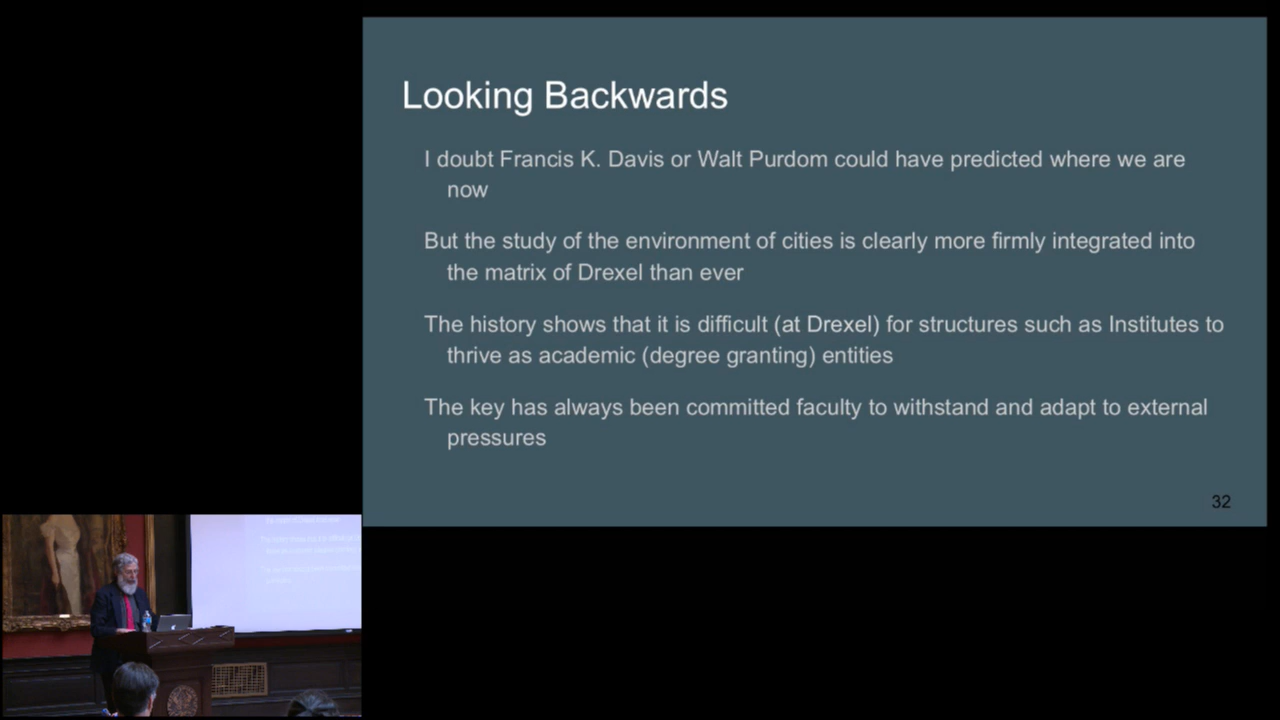 Looking Backwards
I doubt Francis K. Davis or Walt Purdom could have predicted where we are
now
But the study of the environment of cities is clearly more firmly integrated into
the matrix of Drexel than ever
The history shows that it is difficult (at Drexel) for structures such as Institutes to
thrive as academic (degree granting) entities
The key has always been committed faculty to withstand and adapt to external
pressures
32